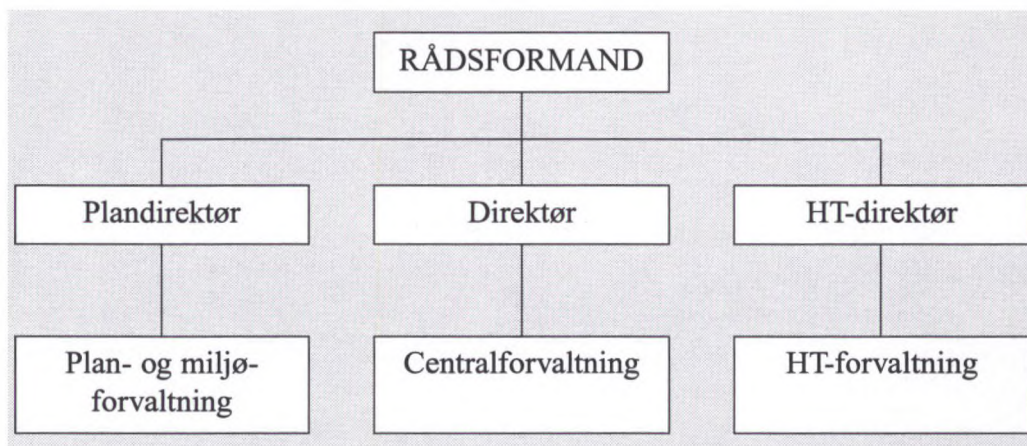 RÅDSFORMAND
Plandirektør
Direktør
HT-direktør
Plan- og miljø-
forvaltning
Centralforvaltning
HT-forvaltning